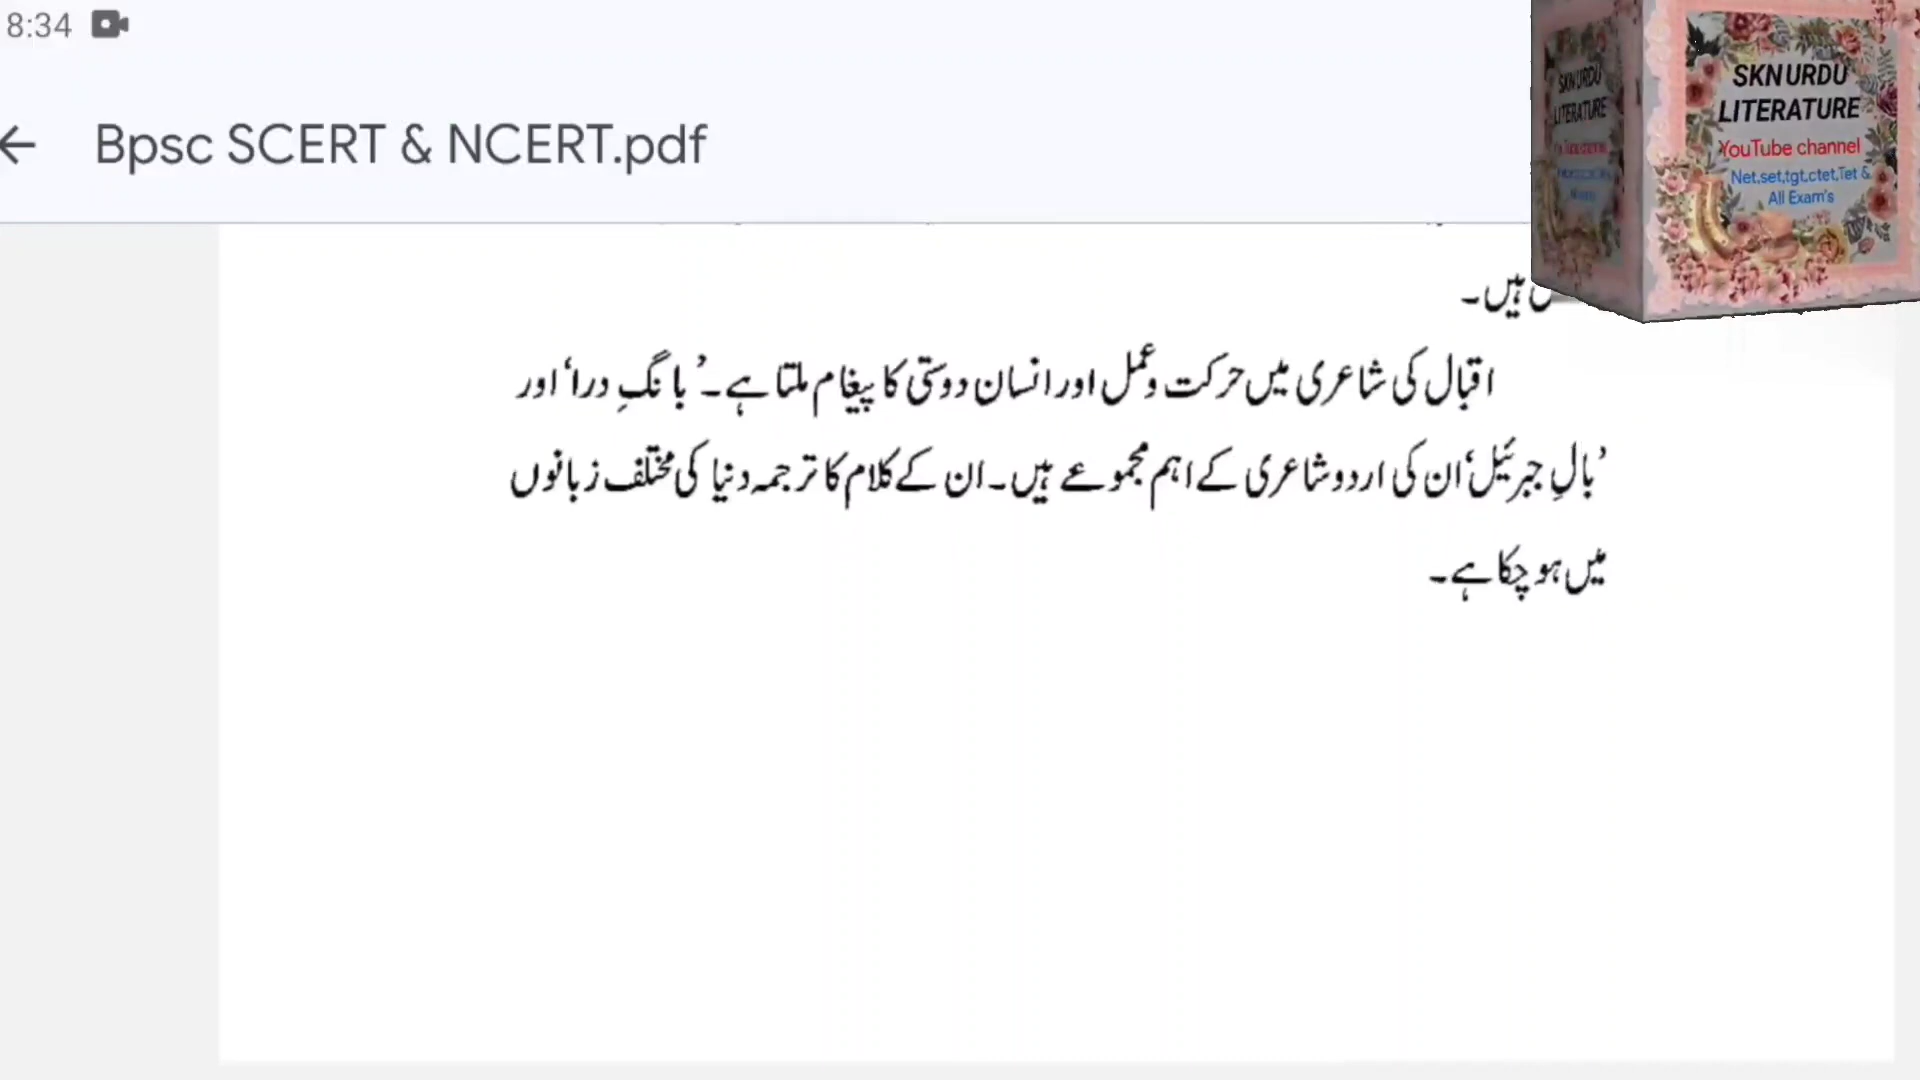 8:34
Bpsc SCERT & NCERT.pdf
SKN URDU
LITERATURE
YouTube channel
Net,set,tgt,ctet,Tet &
All Exam's
SKN URDU
LITERATURE
ہیں۔
اقبال کی شاعری میں حرکت و عمل اور انسان دوستی کا پیغام ملتا ہے۔ ’بانگِ درا‘ اور
’بالِ جبرئیل‘ ان کی اردو شاعری کے اہم مجموعے ہیں۔ ان کے کلام کا ترجمہ دنیا کی مختلف زبانوں
میں ہو چکا ہے۔